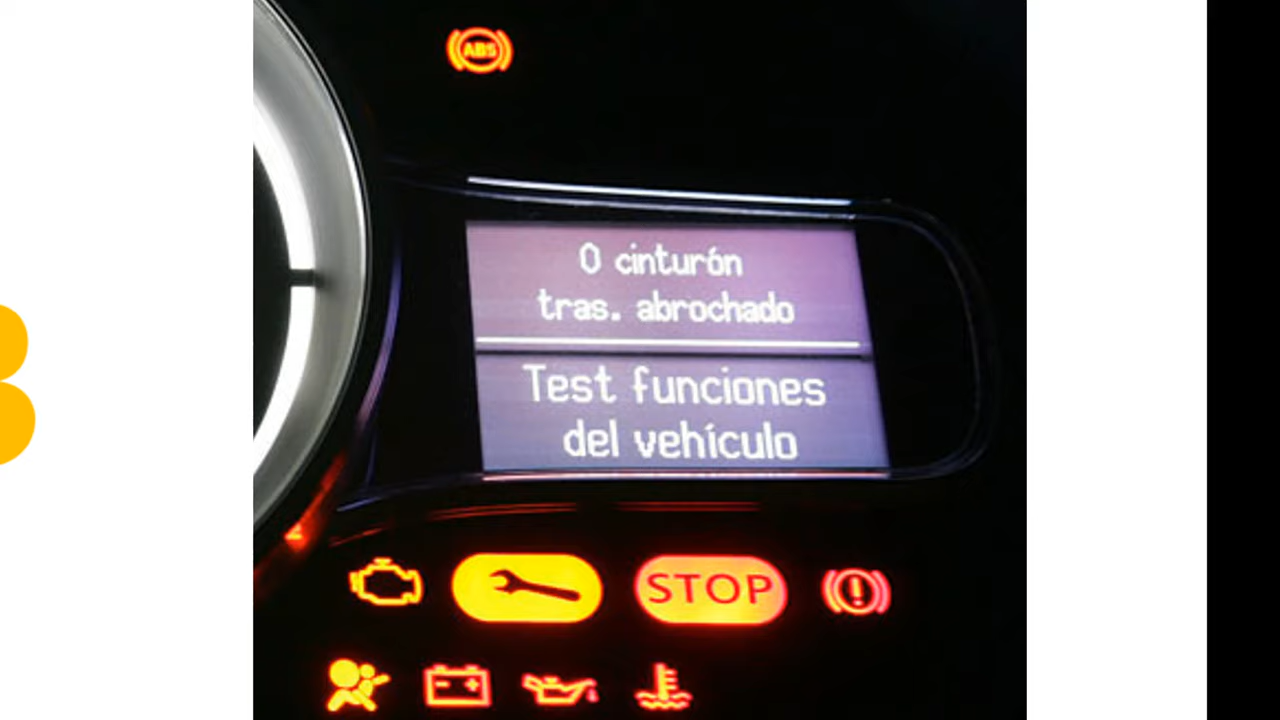 ABS
0 cinturón
tras. abrochado
Test funciones
del vehículo
STOP